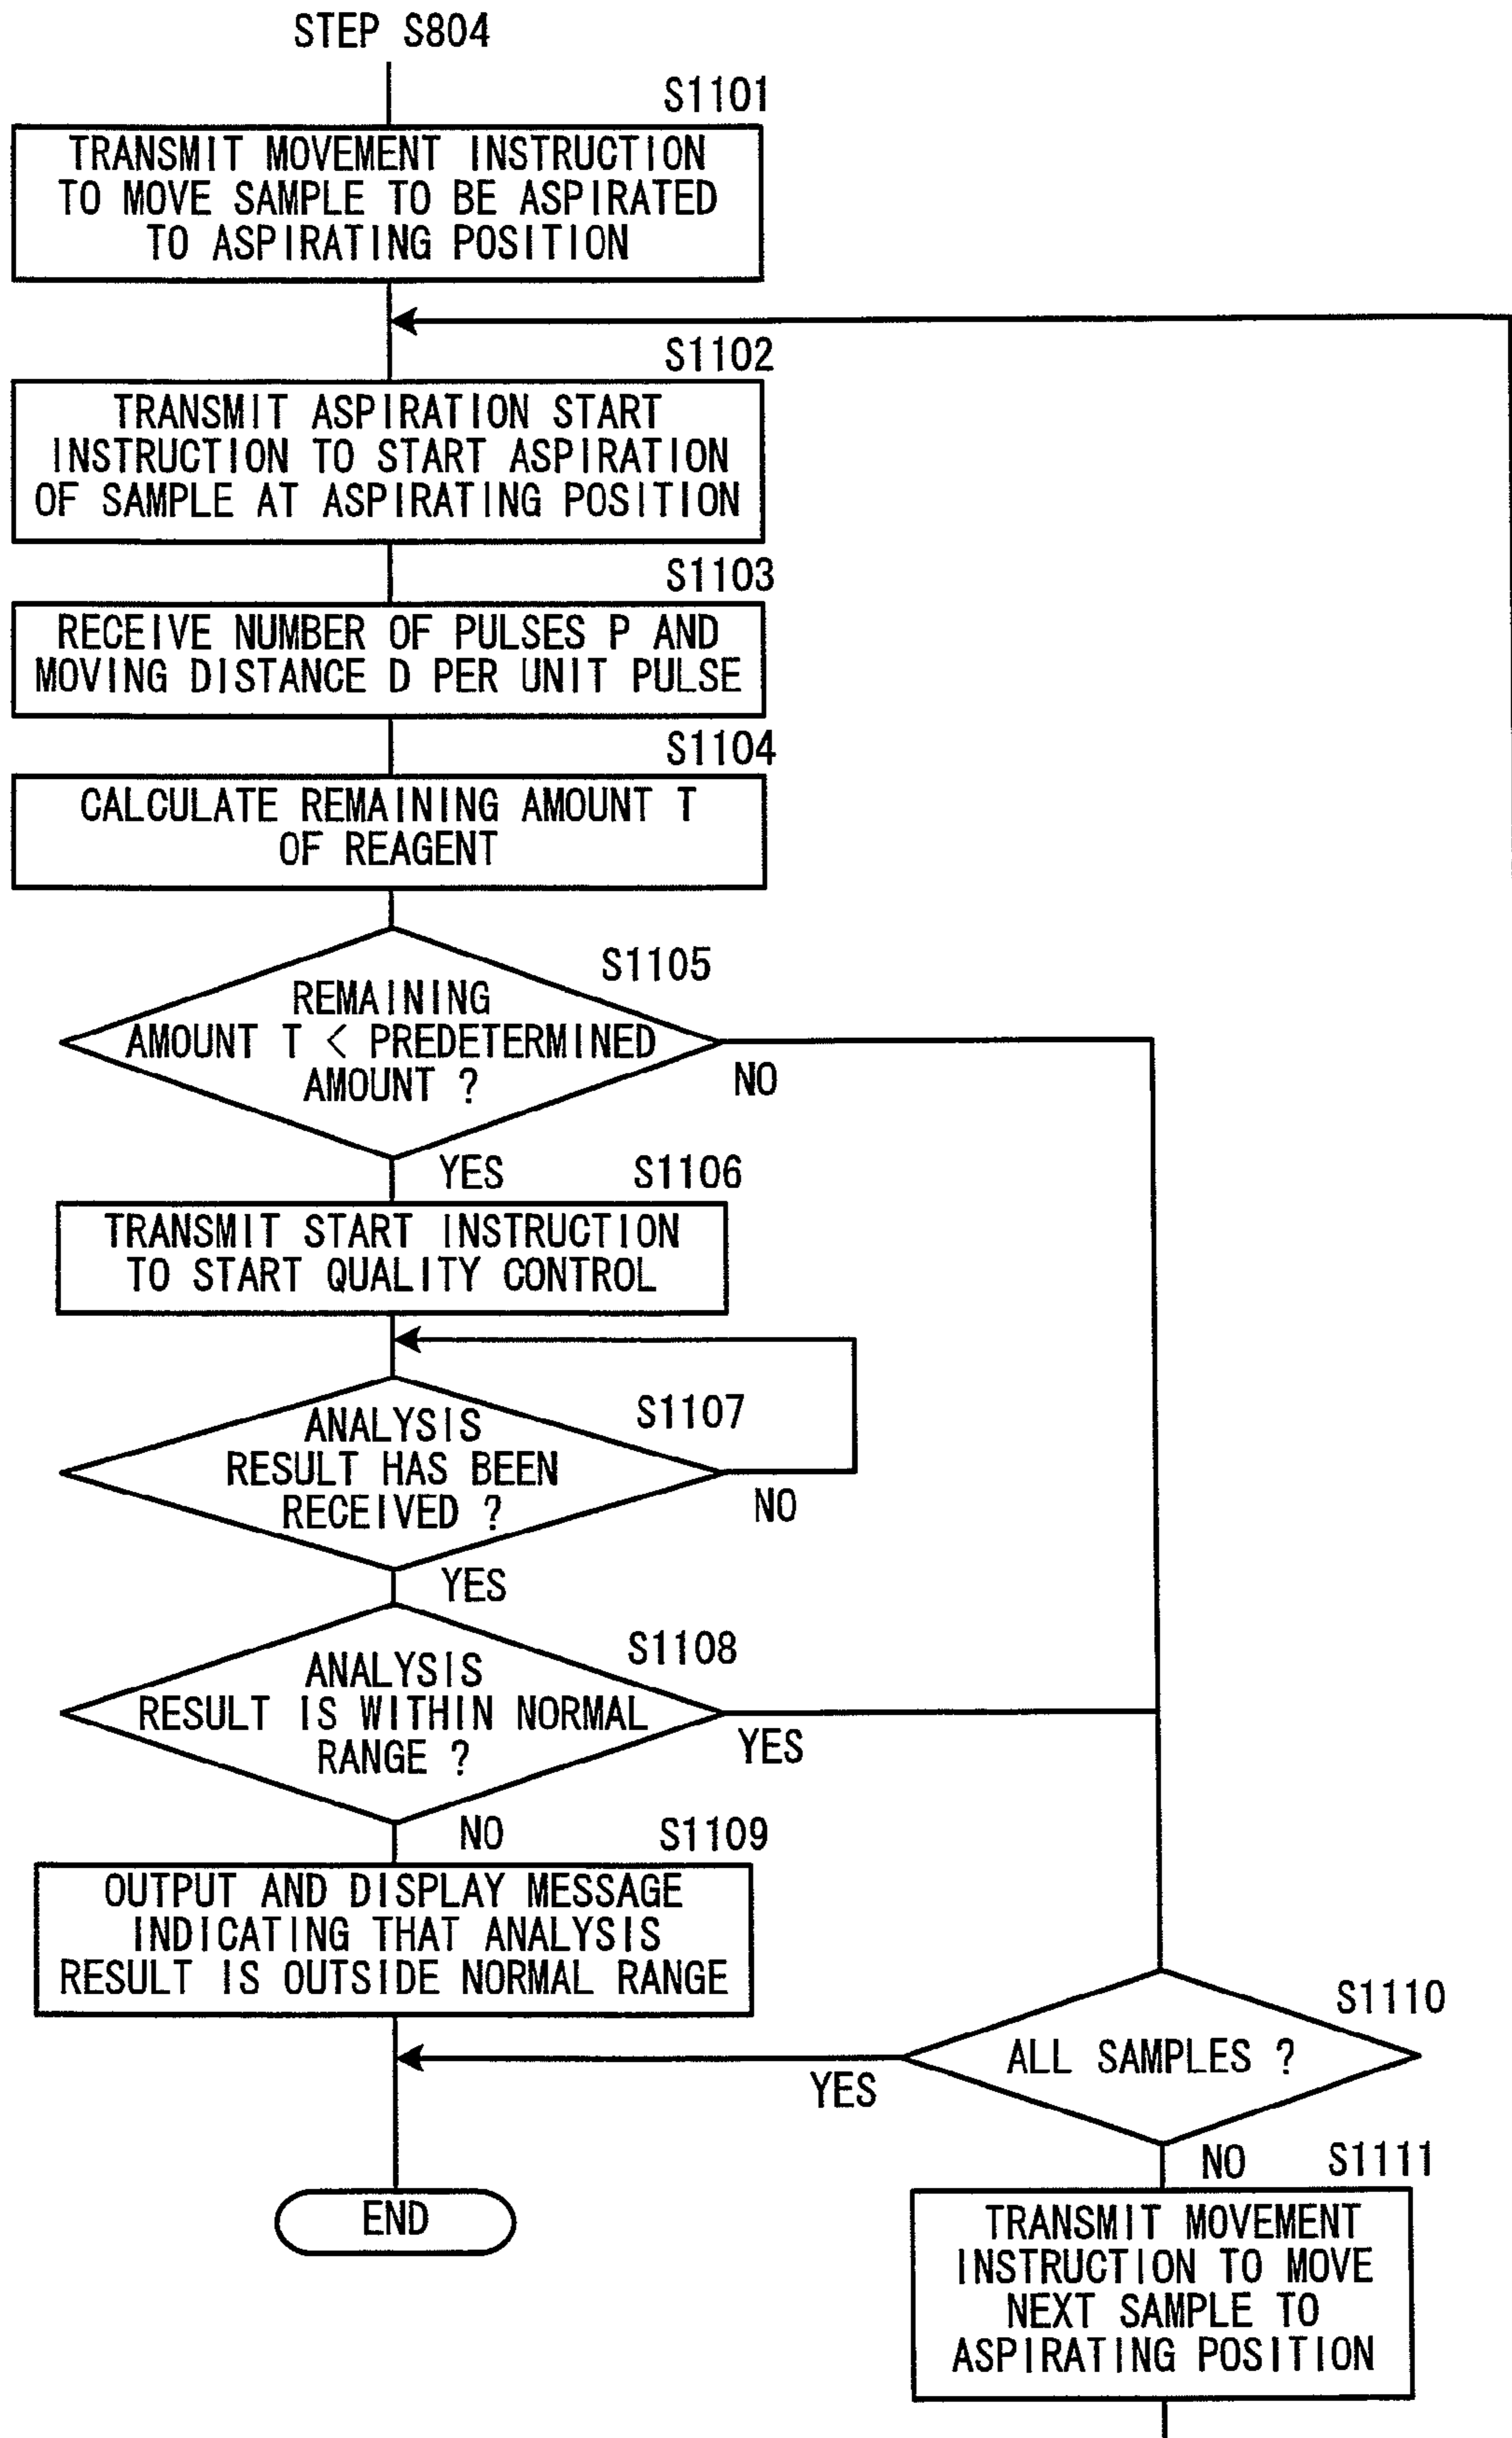 STEP S804
S1101
TRANSMIT MOVEMENT INSTRUCTION
TO MOVE SAMPLE TO BE ASPIRATED
TO ASPIRATING POSITION
S1102
TRANSMIT ASPIRATION START
INSTRUCTION TO START ASPIRATION
OF SAMPLE AT ASPIRATING POSITION
S1103
RECEIVE NUMBER OF PULSES P AND
MOVING DISTANCE D PER UNIT PULSE
S1104
CALCULATE REMAINING AMOUNT T
OF REAGENT
S1105
REMAINING
AMOUNT T < PREDETERMINED
AMOUNT ?
NO
YES
S1106
TRANSMIT START INSTRUCTION
TO START QUALITY CONTROL
S1107
ANALYSIS
RESULT HAS BEEN
RECEIVED ?
NO
YES
S1108
ANALYSIS
RESULT IS WITHIN NORMAL
RANGE ?
YES
NO
S1109
OUTPUT AND DISPLAY MESSAGE
INDICATING THAT ANALYSIS
RESULT IS OUTSIDE NORMAL RANGE
S1110
ALL SAMPLES ?
YES
NO
S1111
TRANSMIT MOVEMENT
INSTRUCTION TO MOVE
NEXT SAMPLE TO
ASPIRATING POSITION
END